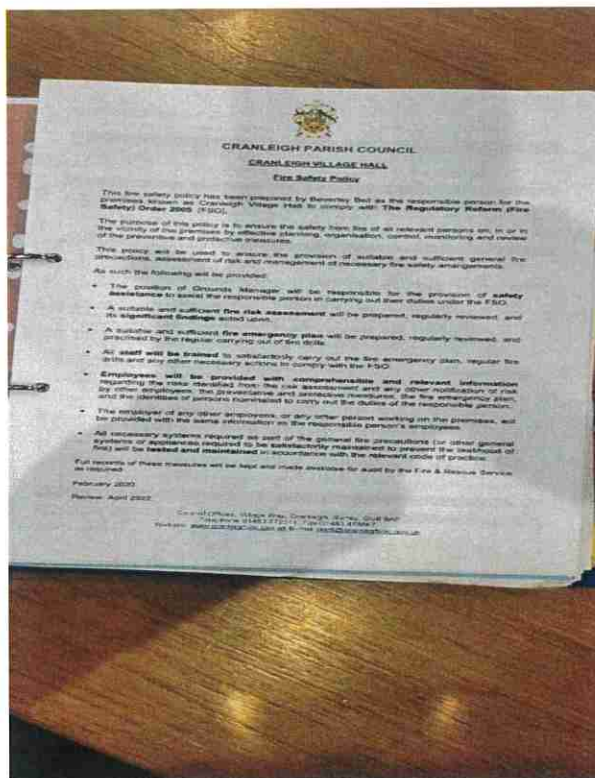 CRANLEIGH PARISH COUNCIL
CRANLEIGH VILLAGE HALL
Fire Safety Policy
This fire safety policy has been prepared by Beverley Bell as the responsible person for the
premises known as Cranleigh Village Hall to comply with The Regulatory Reform (Fire
Safety) Order 2005 (FSO).
The purpose of this policy is to ensure the safety from fire of all relevant persons on, in or in
the vicinity of the premises by effective planning, organisation, control, monitoring and review
of the preventive and protective measures.
This policy will be used to ensure the provision of suitable and sufficient general fire
precautions, assessment of risk and management of necessary fire safety arrangements.
As such the following will be provided:
• The position of Grounds Manager will be responsible for the provision of safety
assistance to assist the responsible person in carrying out their duties under the FSO.
• A suitable and sufficient fire risk assessment will be prepared, regularly reviewed, and
its significant findings acted upon.
• A suitable and sufficient fire emergency plan will be prepared, regularly reviewed, and
practised by the regular carrying out of fire drills.
• All staff will be trained to satisfactorily carry out the fire emergency plan, regular fire
drills and any other necessary actions to comply with the FSO.
• Employees will be provided with comprehensible and relevant information
regarding the risks identified from the risk assessment and any other notification of risk
by other employers, the preventative and protective measures, the fire emergency plan,
and the identities of persons nominated to carry out the duties of the responsible person.
• The employer of any other employees, or any other person working on the premises, will
be provided with the same information as the responsible person's employees.
• All necessary systems required as part of the general fire precautions (or other general
systems or appliances required to be satisfactorily maintained to prevent the likelihood of
fire) will be tested and maintained in accordance with the relevant code of practice.
Full records of these measures will be kept and made available for audit by the Fire & Rescue Service
as required.
February 2020
Review: April 2022
Council Offices, Village Way, Cranleigh, Surrey, GU6 8AF
Telephone
Website: E-mail: